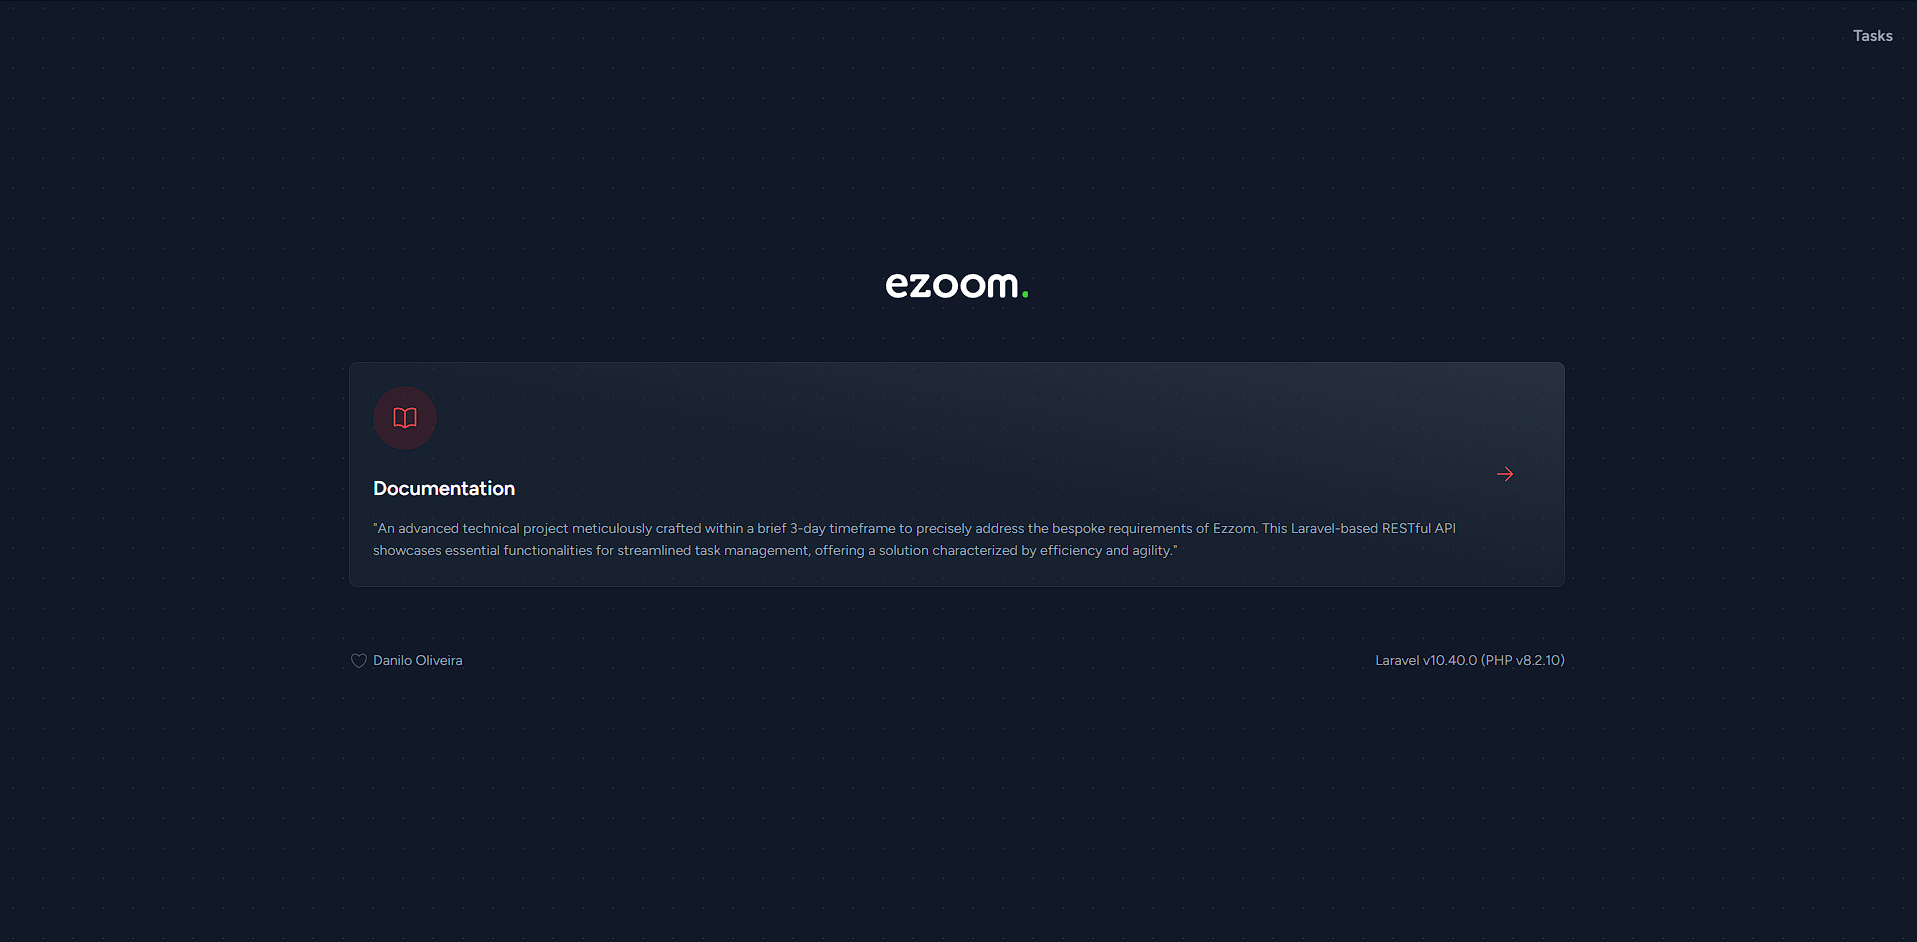 Tasks
ezoom.
Documentation
"An advanced technical project meticulously crafted within a brief 3-day timeframe to precisely address the bespoke requirements of Ezzom. This Laravel-based RESTful API
showcases essential functionalities for streamlined task management, offering a solution characterized by efficiency and agility."
Danilo Oliveira
Laravel v10.40.0 (PHP v8.2.10)